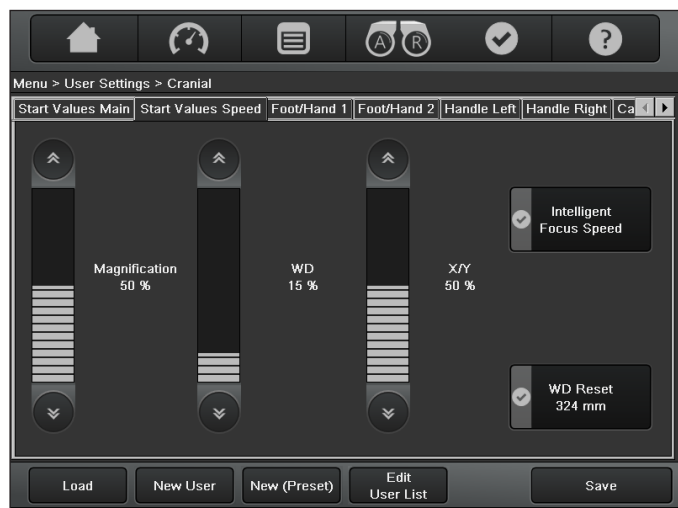 A R ?
Menu > User Settings > Cranial
Start Values Main Start Values Speed Foot/Hand 1 Foot/Hand 2 Handle Left Handle Right Ca
Intelligent
Focus Speed
Magnification WD X/Y
50 % 15 % 50 %
WD Reset
324 mm
Load New User New (Preset) Edit
User List Save